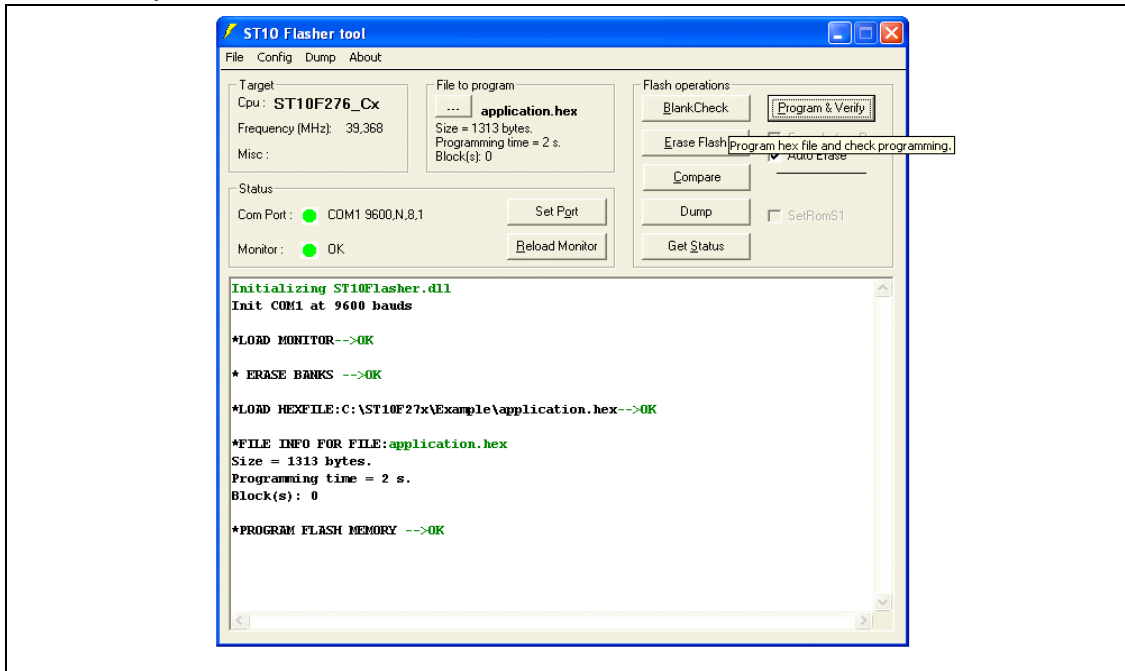 ST10 Flasher tool
File Config Dump About
Target
Cpu: ST10F276_Cx
Frequency (MHz): 39,368
Misc :
File to program
... application.hex
Size = 1313 bytes.
Programming time = 2 s.
Block(s): 0
Flash operations
BlankCheck
Program & Verify
Erase Flash
Program hex file and check programming.
Auto Erase
Compare
Dump
SetRomS1
Get Status
Status
Com Port : COM1 9600,N,8,1
Set Port
Monitor : OK
Reload Monitor
Initializing ST10Flasher.dll
Init COM1 at 9600 bauds
*LOAD MONITOR-->OK
* ERASE BANKS -->OK
*LOAD HEXFILE:C:\ST10F27x\Example\application.hex-->OK
*FILE INFO FOR FILE:application.hex
Size = 1313 bytes.
Programming time = 2 s.
Block(s): 0
*PROGRAM FLASH MEMORY -->OK